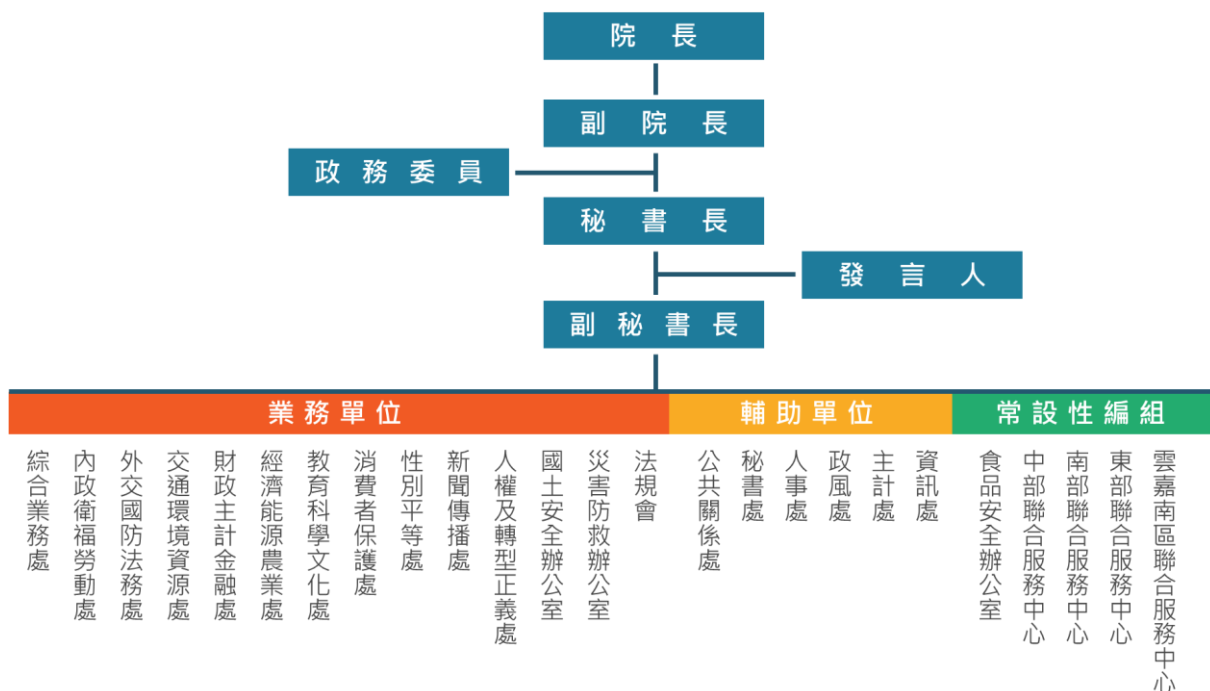 院長
副院長
政務委員
秘書長
發言人
副秘書長
業務單位
輔助單位
常設性編組
綜合業務處
內政衛福勞動處
外交國防法務處
交通環境資源處
財政主計金融處
經濟能源農業處
教育科學文化處
消費者保護處
性別平等處
新聞傳播處
人權及轉型正義處
國土安全辦公室
災害防救辦公室
法規會
公共關係處
秘書處
人事處
政風處
主計處
資訊處
食品安全辦公室
中部聯合服務中心
南部聯合服務中心
東部聯合服務中心
雲嘉南區聯合服務中心